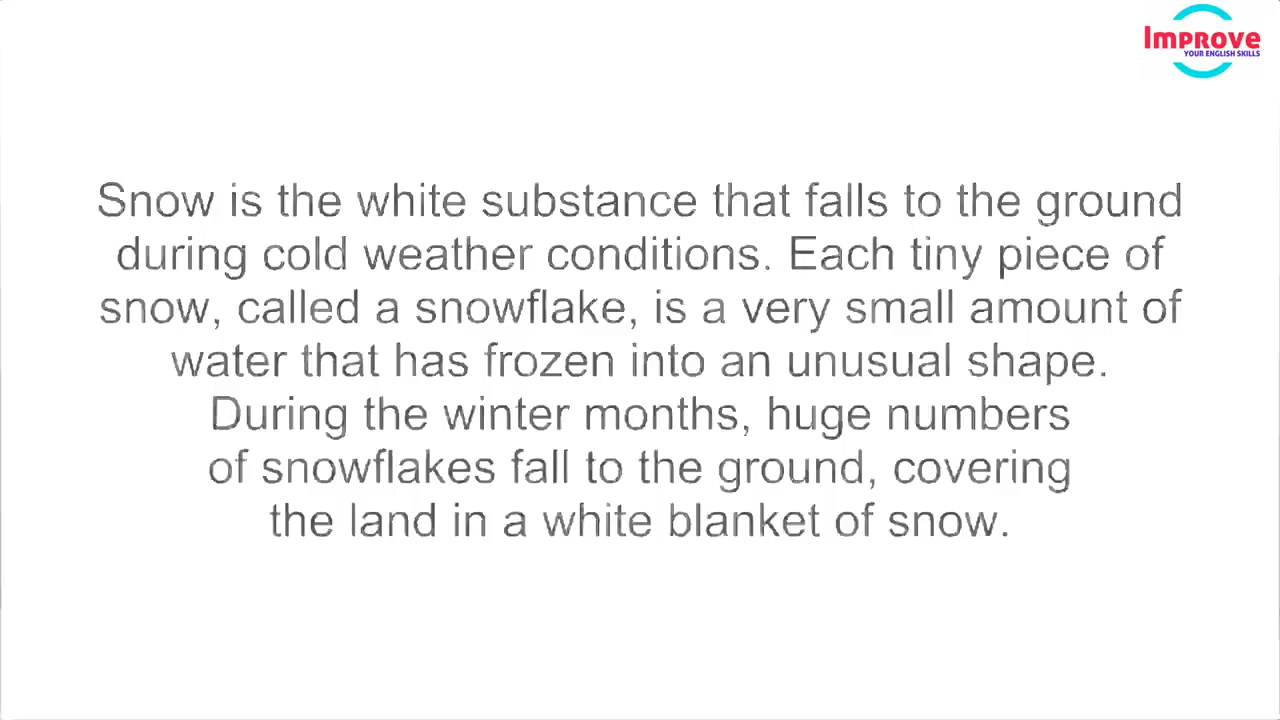 Improve
YOUR ENGLISH SKILLS
Snow is the white substance that falls to the ground
during cold weather conditions. Each tiny piece of
snow, called a snowflake, is a very small amount of
water that has frozen into an unusual shape.
During the winter months, huge numbers
of snowflakes fall to the ground, covering
the land in a white blanket of snow.